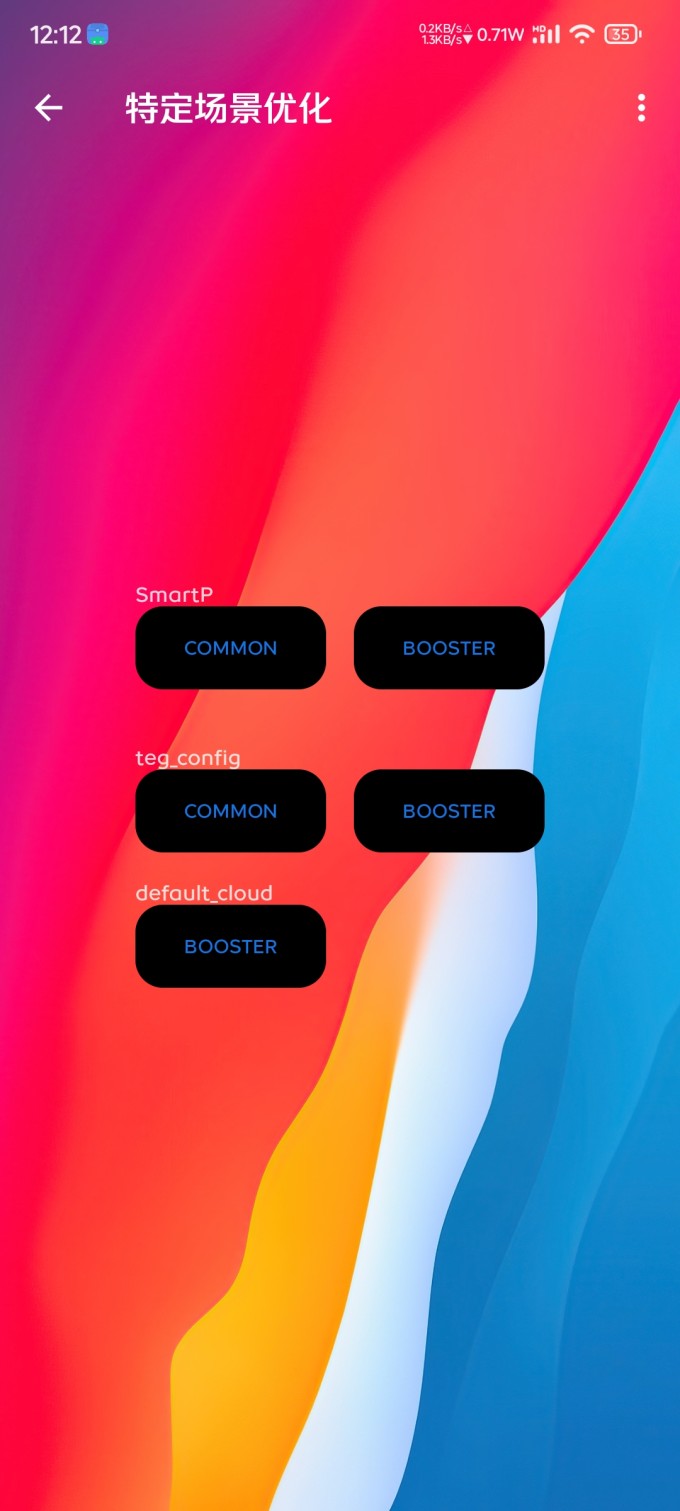 12:12
0.2KB/s△
1.3KB/s▼
0.71W
HD
35
特定场景优化
SmartP
COMMON BOOSTER
teg_config
COMMON BOOSTER
default_cloud
BOOSTER